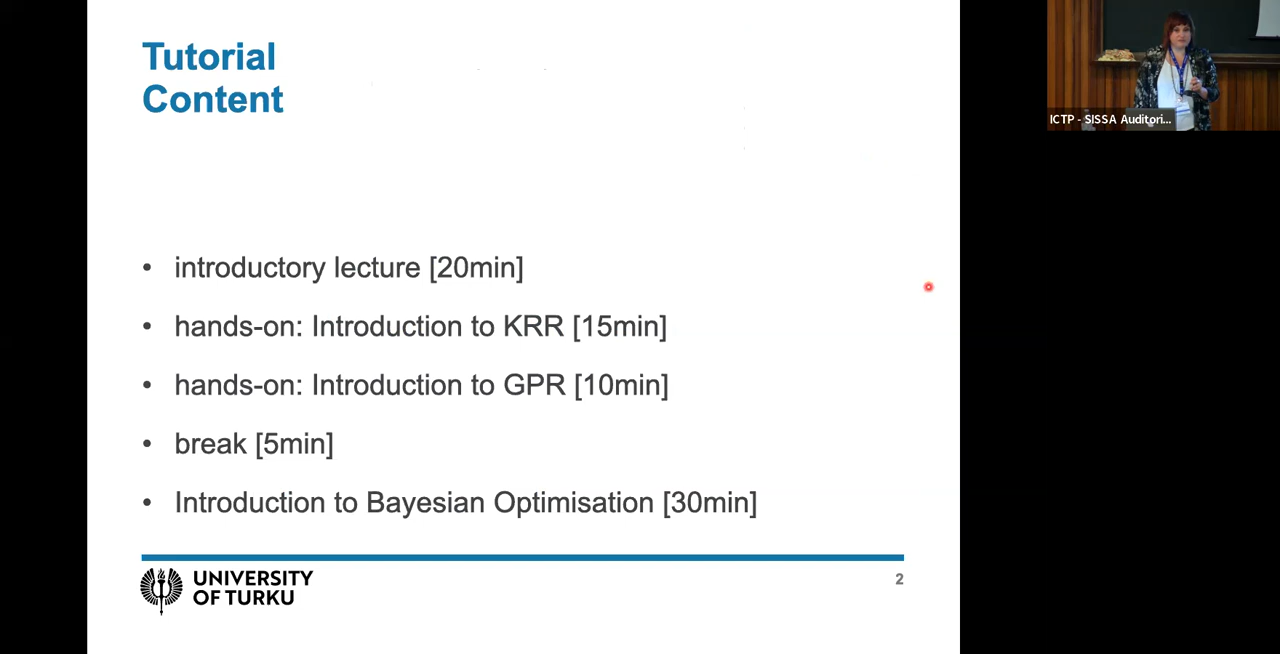 Tutorial
Content
• introductory lecture [20min]
• hands-on: Introduction to KRR [15min]
• hands-on: Introduction to GPR [10min]
• break [5min]
• Introduction to Bayesian Optimisation [30min]
UNIVERSITY
OF TURKU
2
ICTP - SISSA Auditori...